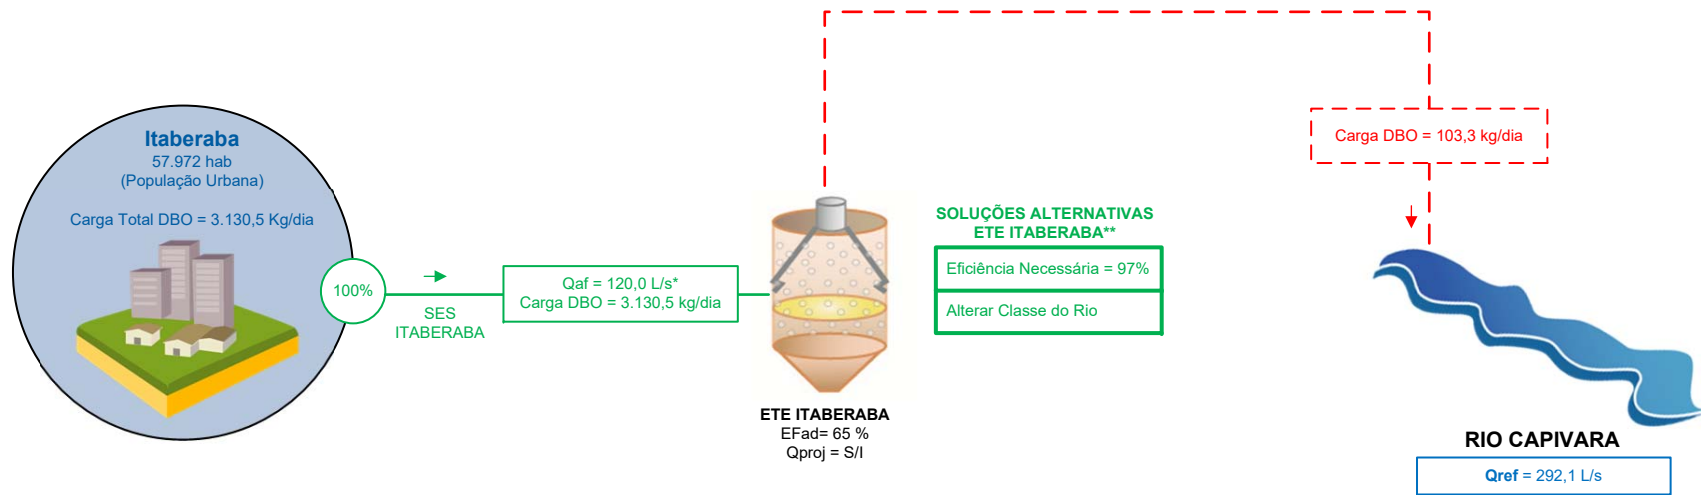 Itaberaba
57.972 hab
(População Urbana)
Carga Total DBO = 3.130,5 Kg/dia
100%
SES
ITABERABA
Qaf = 120,0 L/s*
Carga DBO = 3.130,5 kg/dia
ETE ITABERABA
EFad= 65 %
Qproj = S/I
SOLUÇÕES ALTERNATIVAS
ETE ITABERABA**
Eficiência Necessária = 97%
Alterar Classe do Rio
Carga DBO = 103,3 kg/dia
RIO CAPIVARA
Qref = 292,1 L/s